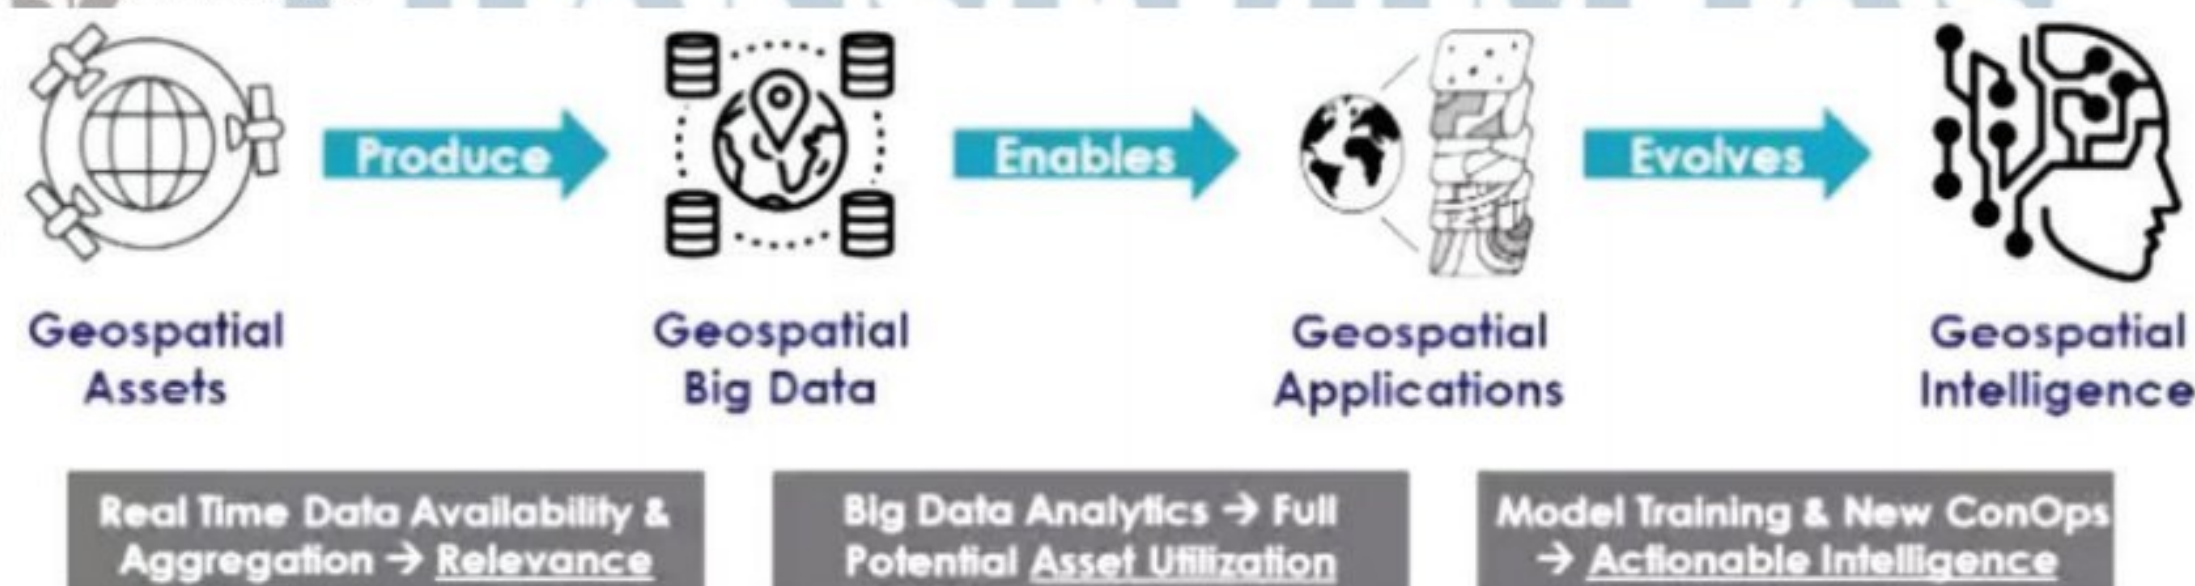 Produce
Enables
Evolves
Geospatial
Assets
Geospatial
Big Data
Geospatial
Applications
Geospatial
Intelligence
Real Time Data Availability &
Aggregation → Relevance
Big Data Analytics → Full
Potential Asset Utilization
Model Training & New ConOps
→ Actionable Intelligence